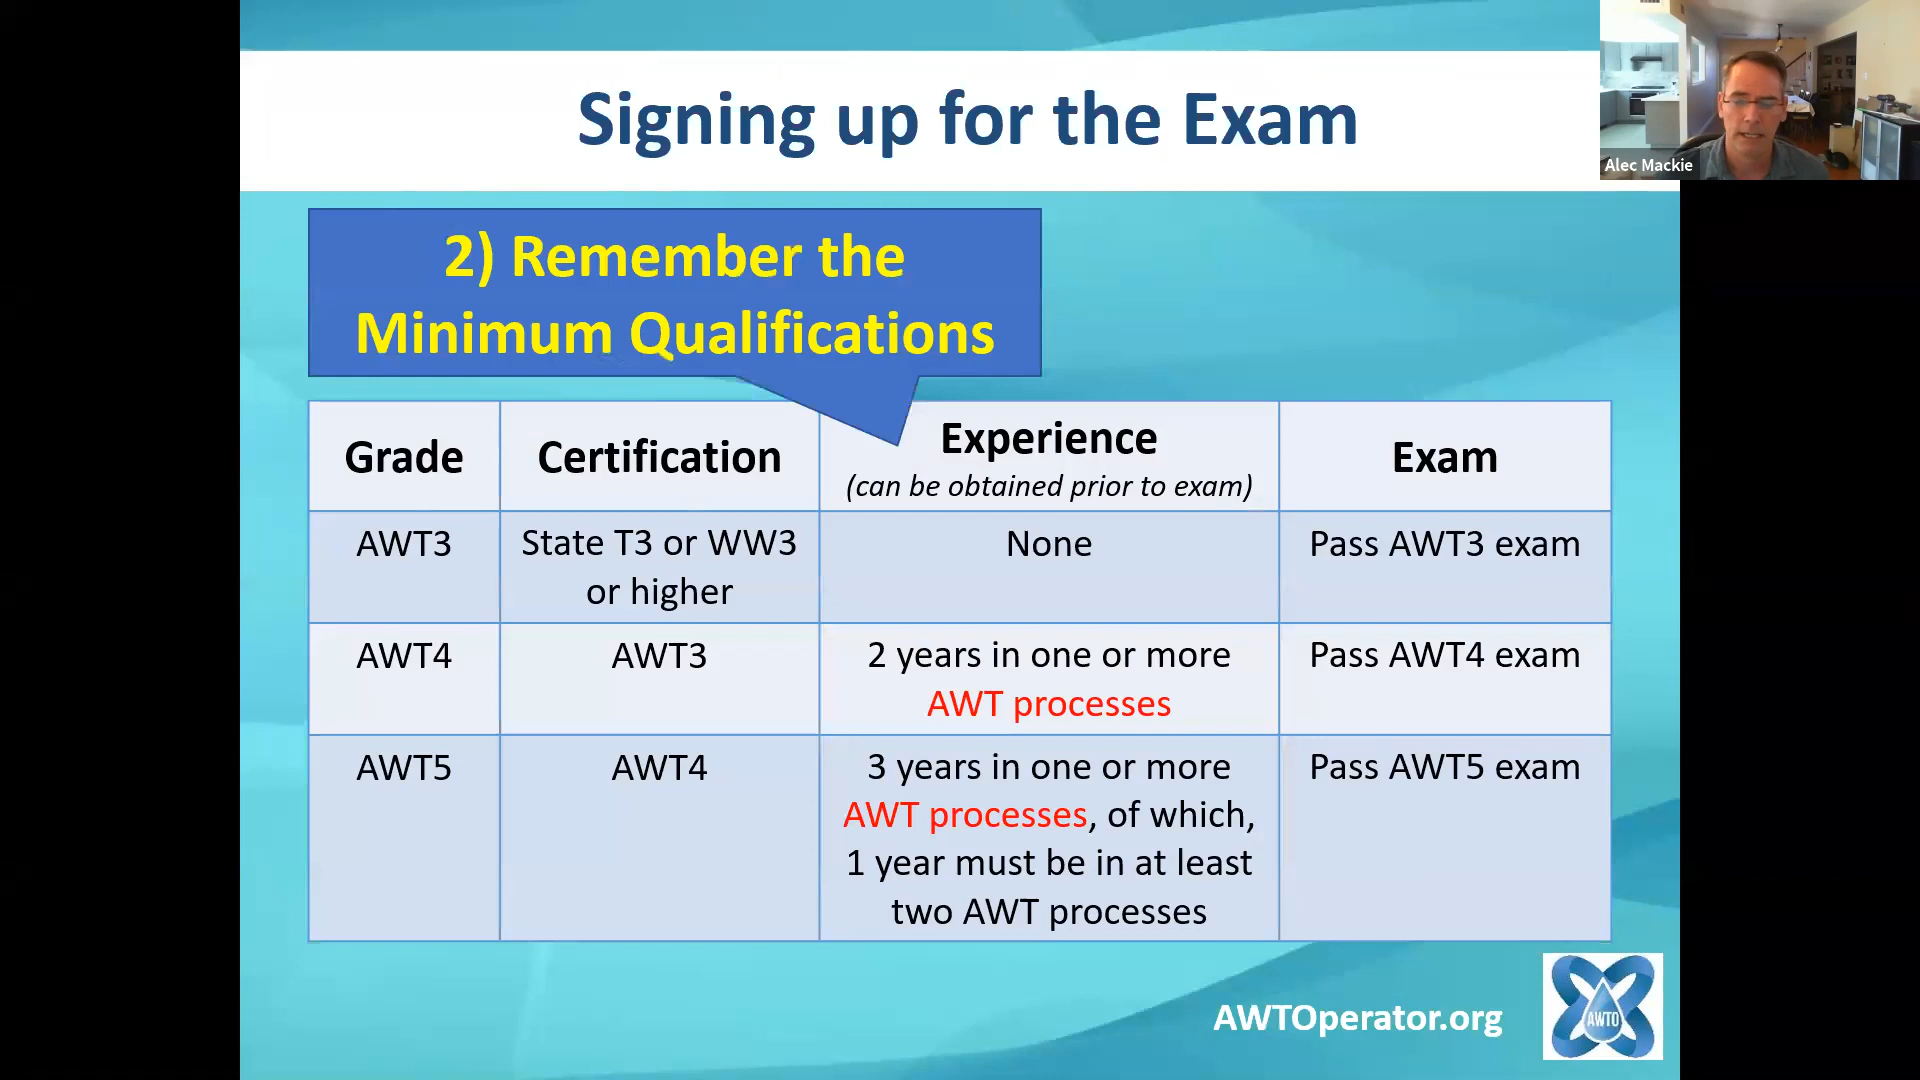 Signing up for the Exam
Alec Mackie
2) Remember the
Minimum Qualifications
Grade
Certification
Experience
(can be obtained prior to exam)
Exam
AWT3
State T3 or WW3
or higher
None
Pass AWT3 exam
AWT4
AWT3
2 years in one or more
AWT processes
Pass AWT4 exam
AWT5
AWT4
3 years in one or more
AWT processes, of which,
1 year must be in at least
two AWT processes
Pass AWT5 exam
AWTOperator.org
AWTO